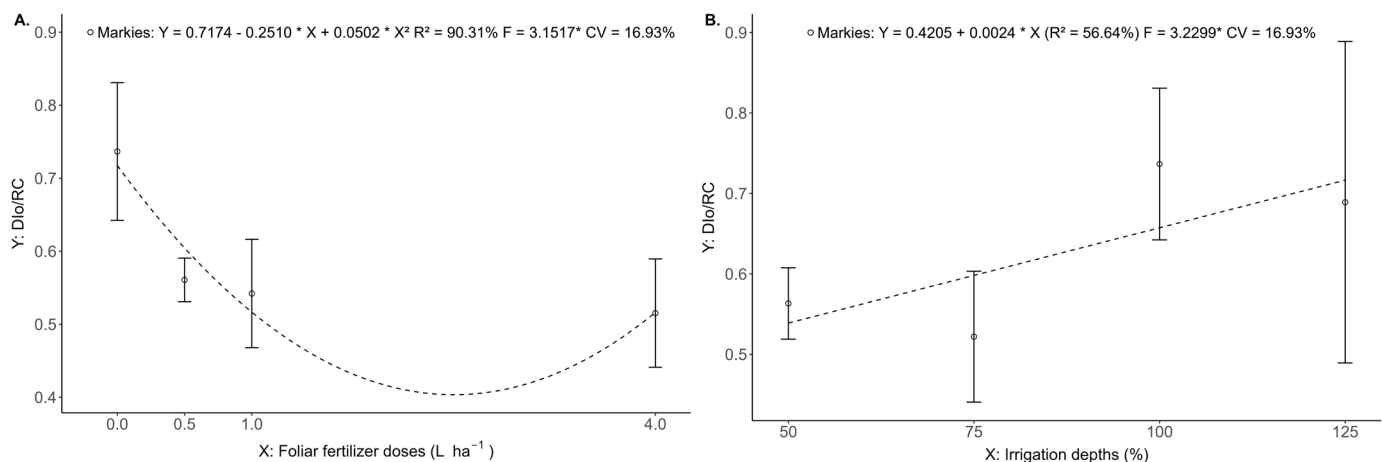 A.
○ Markies: Y = 0.7174 - 0.2510 * X + 0.0502 * X² R² = 90.31% F = 3.1517* CV = 16.93%
0.9
0.8
0.7
0.6
0.5
0.4
Y: DIo/RC
0.0 0.5 1.0 4.0
X: Foliar fertilizer doses (L ha⁻¹ )
B.
○ Markies: Y = 0.4205 + 0.0024 * X (R² = 56.64%) F = 3.2299* CV = 16.93%
0.9
0.8
0.7
0.6
0.5
Y: DIo/RC
50 75 100 125
X: Irrigation depths (%)